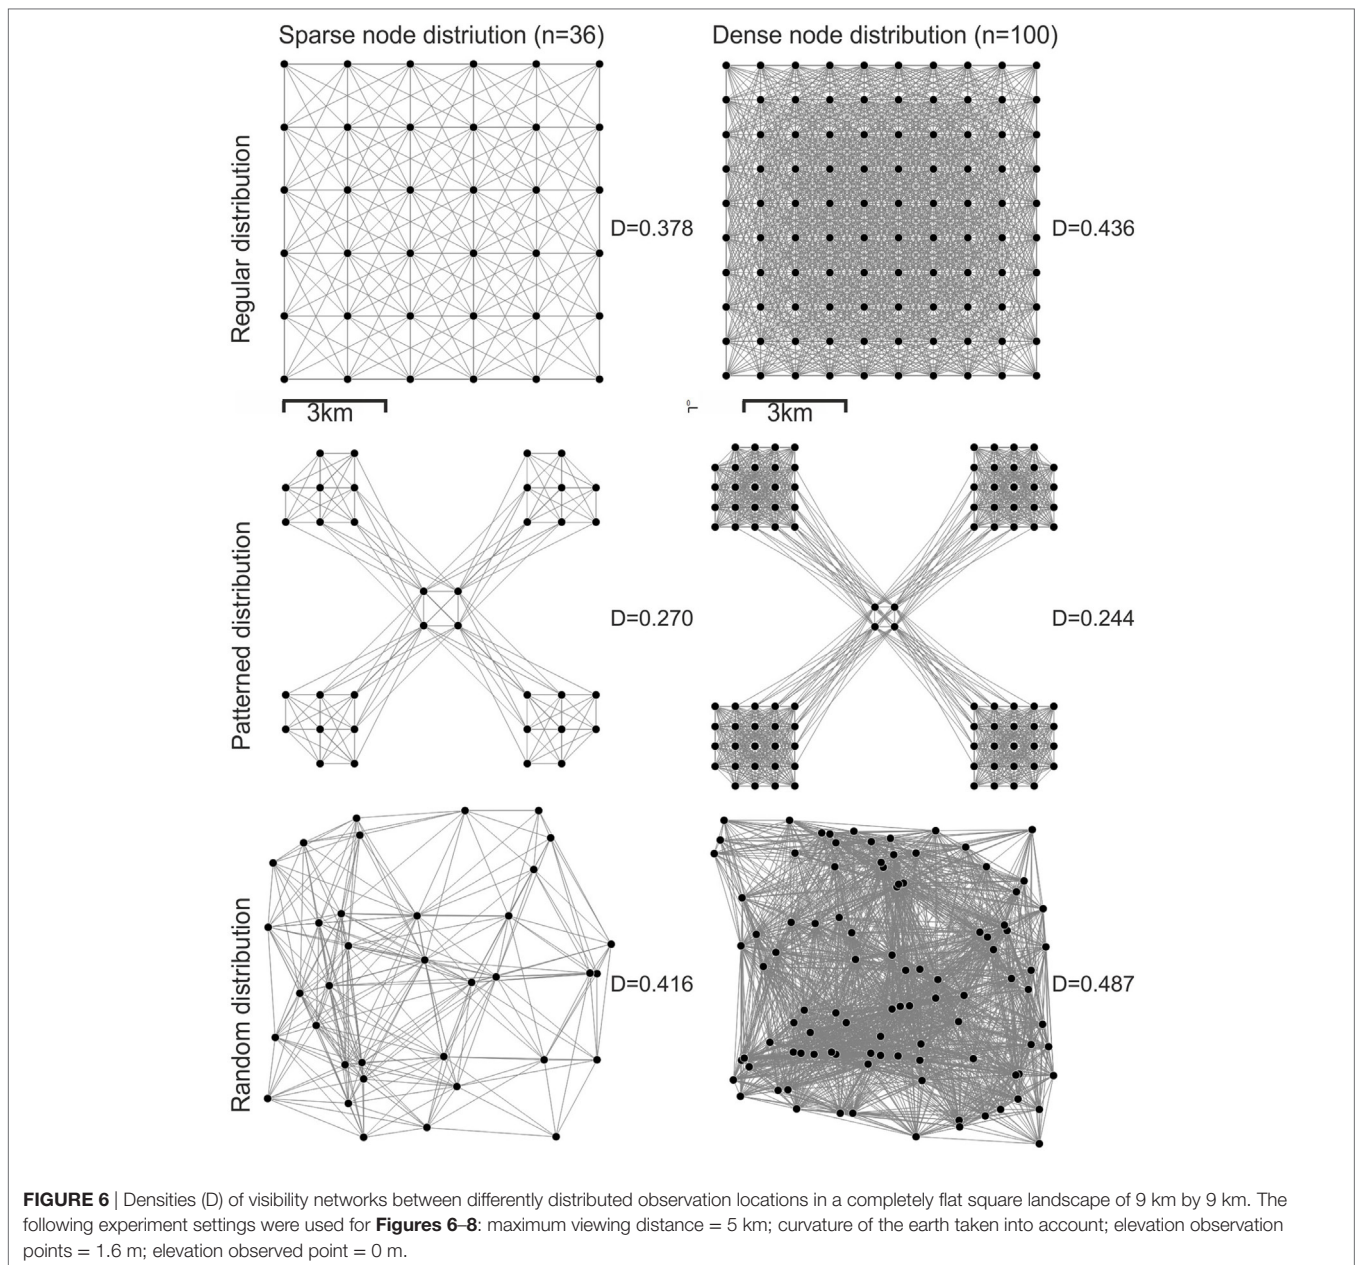 Sparse node distriution (n=36)
Dense node distribution (n=100)
Regular distribution
D=0.378
D=0.436
3km
3km
Patterned distribution
D=0.270
D=0.244
Random distribution
D=0.416
D=0.487
FIGURE 6 | Densities (D) of visibility networks between differently distributed observation locations in a completely flat square landscape of 9 km by 9 km. The
following experiment settings were used for Figures 6–8: maximum viewing distance = 5 km; curvature of the earth taken into account; elevation observation
points = 1.6 m; elevation observed point = 0 m.